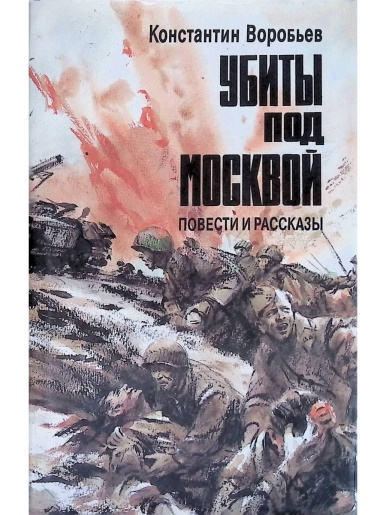 Константин Воробьев
УБИТЫ
ПОД
МОСКВОЙ
ПОВЕСТИ И РАССКАЗЫ